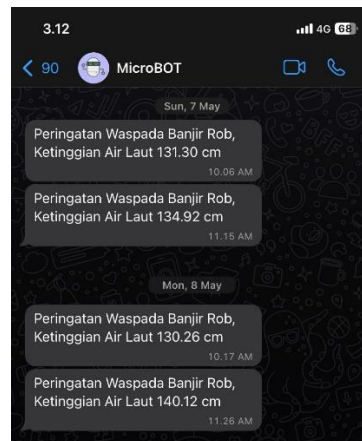 3.12 4G 68
90 MicroBOT
Sun, 7 May
Peringatan Waspada Banjir Rob,
Ketinggian Air Laut 131.30 cm
10.06 AM
Peringatan Waspada Banjir Rob,
Ketinggian Air Laut 134.92 cm
11.15 AM
Mon, 8 May
Peringatan Waspada Banjir Rob,
Ketinggian Air Laut 130.26 cm
10.17 AM
Peringatan Waspada Banjir Rob,
Ketinggian Air Laut 140.12 cm
11.26 AM